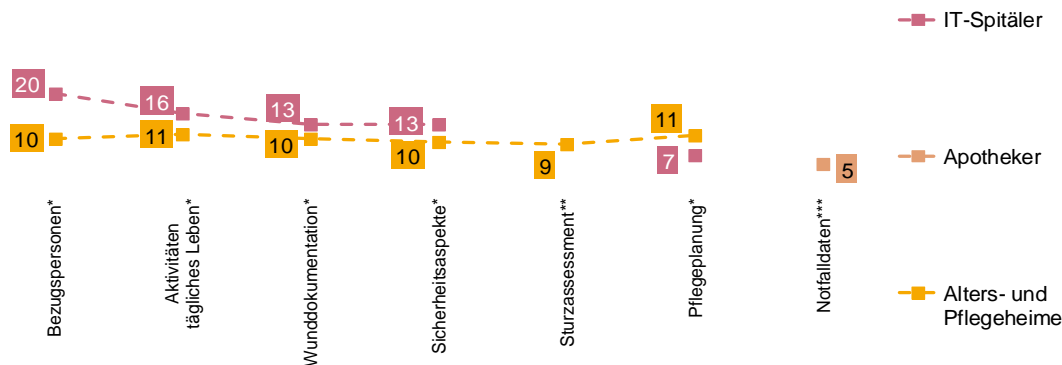 IT-Spitäler
20
16
13
13
11
10
11
10
10
9
7
5
Apotheker
Bezugspersonen*
Aktivitäten
tägliches Leben*
Wunddokumentation*
Sicherheitsaspekte*
Sturzassessment**
Pflegeplanung*
Notfalldaten***
Alters- und
Pflegeheime